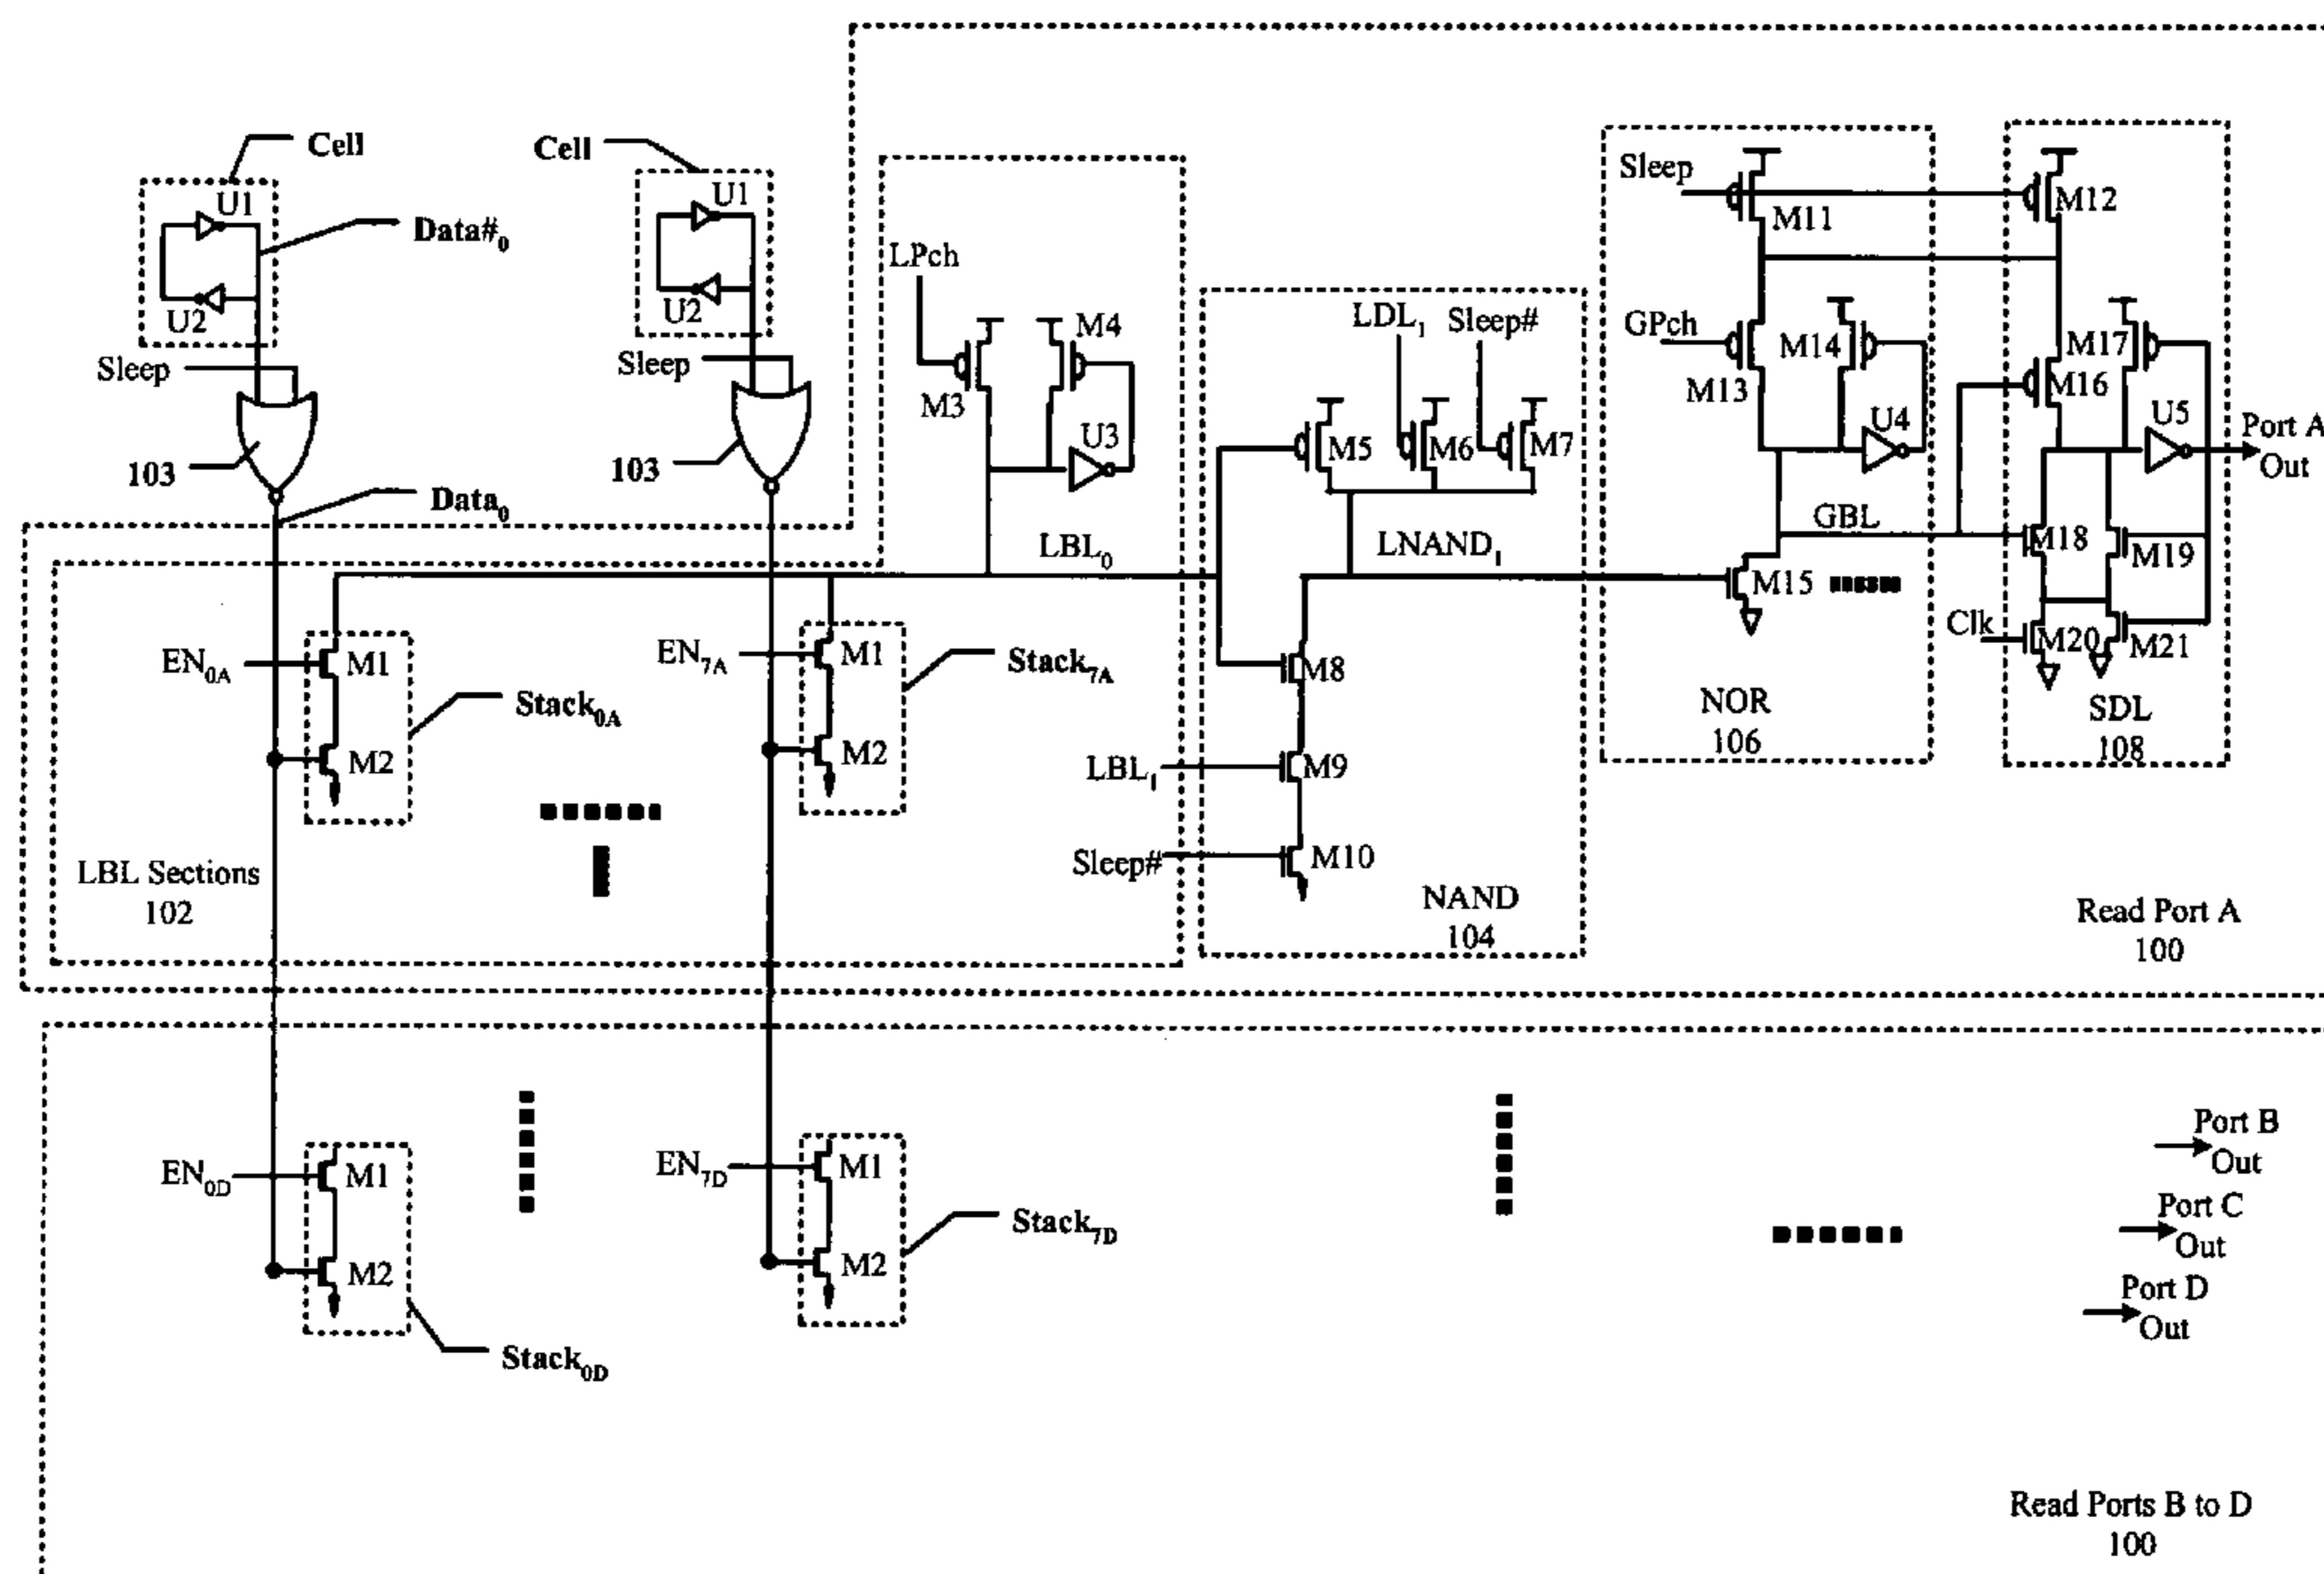 Cell
Cell
U1
U2
Data#0
Sleep
103
Data0
U1
U2
Sleep
103
LPch
M3
M4
U3
LBL0
EN0A
M1
M2
Stack0A
EN7A
M1
M2
Stack7A
LBL Sections
102
LDL1
Sleep#
M5
M6
M7
LNAND1
M8
LBL1
M9
Sleep#
M10
NAND
104
Sleep
M11
GPch
M13
M14
U4
GBL
M15
NOR
106
M12
M17
M16
U5
Port A
Out
M18
M19
Clk
M20
M21
SDL
108
Read Port A
100
EN0D
M1
M2
Stack0D
EN7D
M1
M2
Stack7D
Port B
Out
Port C
Out
Port D
Out
Read Ports B to D
100